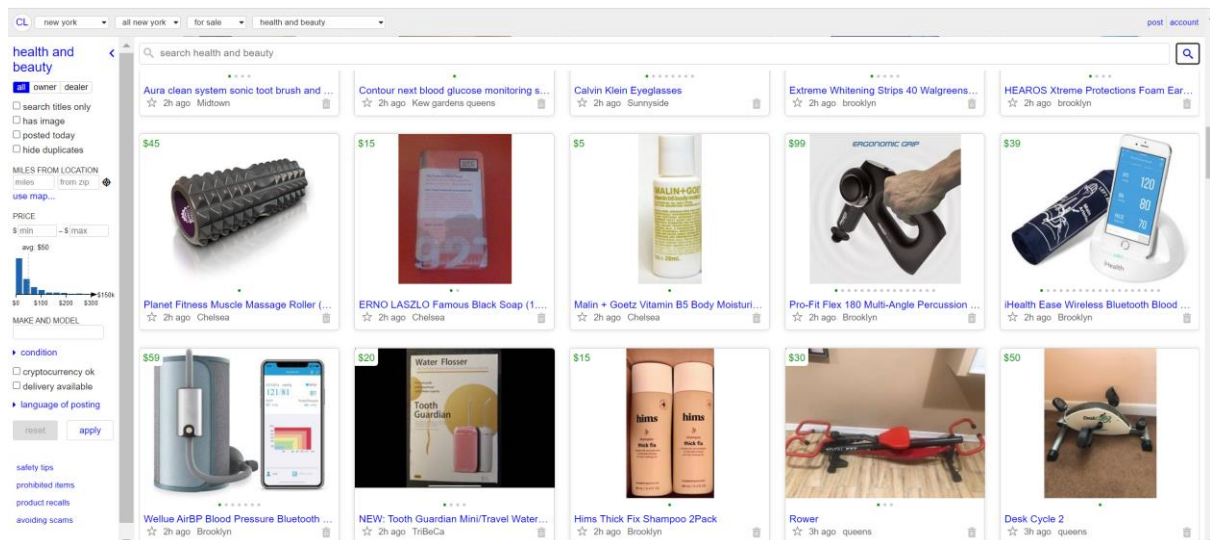 CL
new york
all new york
for sale
health and beauty
post account
health and
beauty
<
all owner dealer
search titles only
has image
posted today
hide duplicates
MILES FROM LOCATION
miles from zip
use map...
PRICE
$ min – $ max
avg: $50
$150k
$0 $100 $200 $300
MAKE AND MODEL
condition
cryptocurrency ok
delivery available
language of posting
reset apply
safety tips
prohibited items
product recalls
avoiding scams
search health and beauty
Aura clean system sonic toot brush and ...
2h ago Midtown
Contour next blood glucose monitoring s...
2h ago Kew gardens queens
Calvin Klein Eyeglasses
2h ago Sunnyside
Extreme Whitening Strips 40 Walgreens...
2h ago brooklyn
HEAROS Xtreme Protections Foam Ear...
2h ago brooklyn
$45
Planet Fitness Muscle Massage Roller (...
2h ago Chelsea
$15
ERNO LASZLO Famous Black Soap (1....
2h ago Chelsea
$5
MALIN+GOETZ
Malin + Goetz Vitamin B5 Body Moisturi...
2h ago Chelsea
$99
ERGONOMIC GRIP
Pro-Fit Flex 180 Multi-Angle Percussion ...
2h ago Brooklyn
$39
120
80
70
iHealth
iHealth Ease Wireless Bluetooth Blood ...
2h ago Brooklyn
$59
121/81
Wellue AirBP Blood Pressure Bluetooth ...
2h ago Brooklyn
$20
Water Flosser
Tooth
Guardian
NEW: Tooth Guardian Mini/Travel Water...
2h ago TriBeCa
$15
hims hims
thick fix thick fix
Hims Thick Fix Shampoo 2Pack
2h ago Brooklyn
$30
Rower
3h ago queens
$50
Desk Cycle 2
3h ago queens